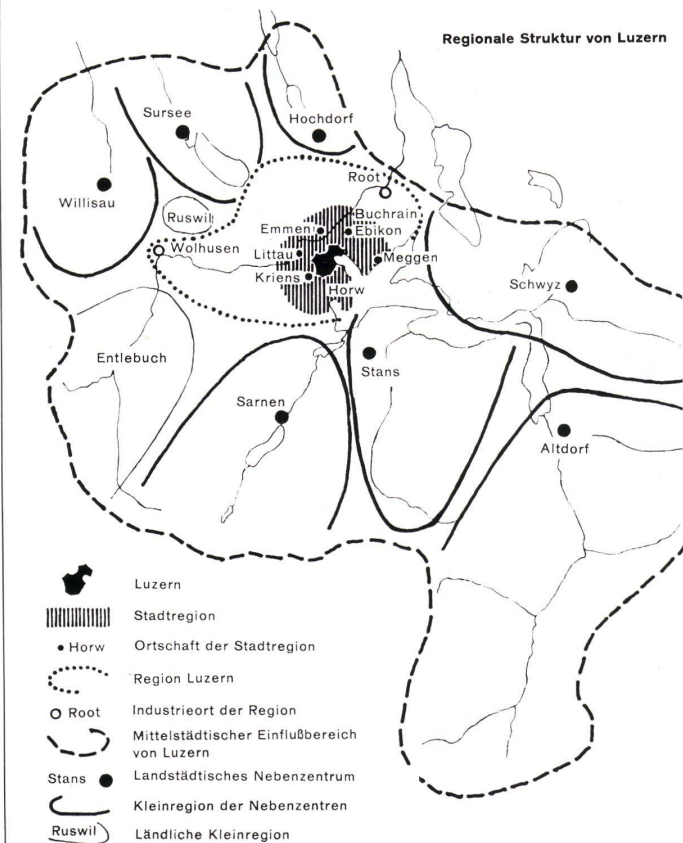 Regionale Struktur von Luzern
Sursee
Hochdorf
Willisau
Root
Ruswil
Buchrain
Emmen
Ebikon
Wolhusen
Littau
Meggen
Kriens
Horw
Schwyz
Entlebuch
Stans
Sarnen
Altdorf
Luzern
Stadtregion
Horw Ortschaft der Stadtregion
Region Luzern
Root Industrieort der Region
Mittelstädtischer Einflußbereich
von Luzern
Stans Landstädtisches Nebenzentrum
Kleinregion der Nebenzentren
Ruswil Ländliche Kleinregion